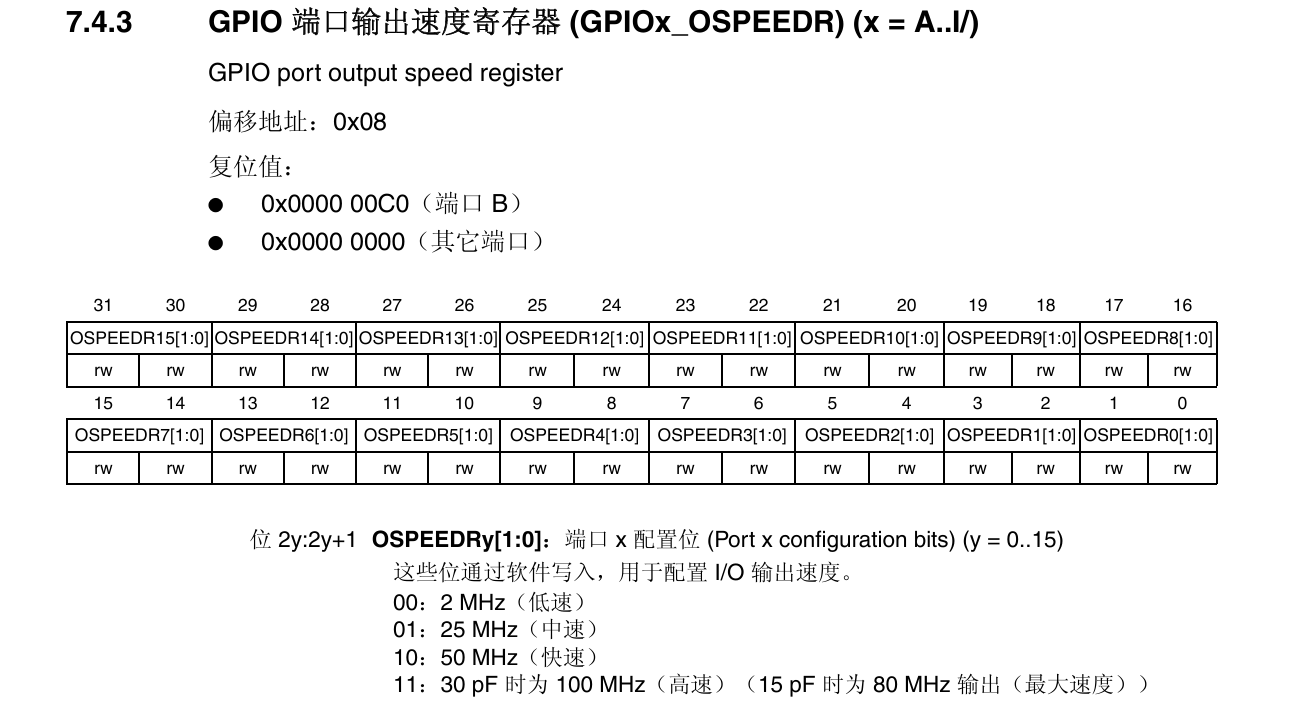 7.4.3 GPIO 端口输出速度寄存器 (GPIOx_OSPEEDR) (x = A..I/)
GPIO port output speed register
偏移地址：0x08
复位值：
● 0x0000 00C0（端口 B）
● 0x0000 0000（其它端口）
31 30 29 28 27 26 25 24 23 22 21 20 19 18 17 16
OSPEEDR15[1:0] OSPEEDR14[1:0] OSPEEDR13[1:0] OSPEEDR12[1:0] OSPEEDR11[1:0] OSPEEDR10[1:0] OSPEEDR9[1:0] OSPEEDR8[1:0]
rw rw rw rw rw rw rw rw rw rw rw rw rw rw rw rw
15 14 13 12 11 10 9 8 7 6 5 4 3 2 1 0
OSPEEDR7[1:0] OSPEEDR6[1:0] OSPEEDR5[1:0] OSPEEDR4[1:0] OSPEEDR3[1:0] OSPEEDR2[1:0] OSPEEDR1[1:0] OSPEEDR0[1:0]
rw rw rw rw rw rw rw rw rw rw rw rw rw rw rw rw
位 2y:2y+1 OSPEEDRy[1:0]：端口 x 配置位 (Port x configuration bits) (y = 0..15)
这些位通过软件写入，用于配置 I/O 输出速度。
00：2 MHz（低速）
01：25 MHz（中速）
10：50 MHz（快速）
11：30 pF 时为 100 MHz（高速）（15 pF 时为 80 MHz 输出（最大速度））